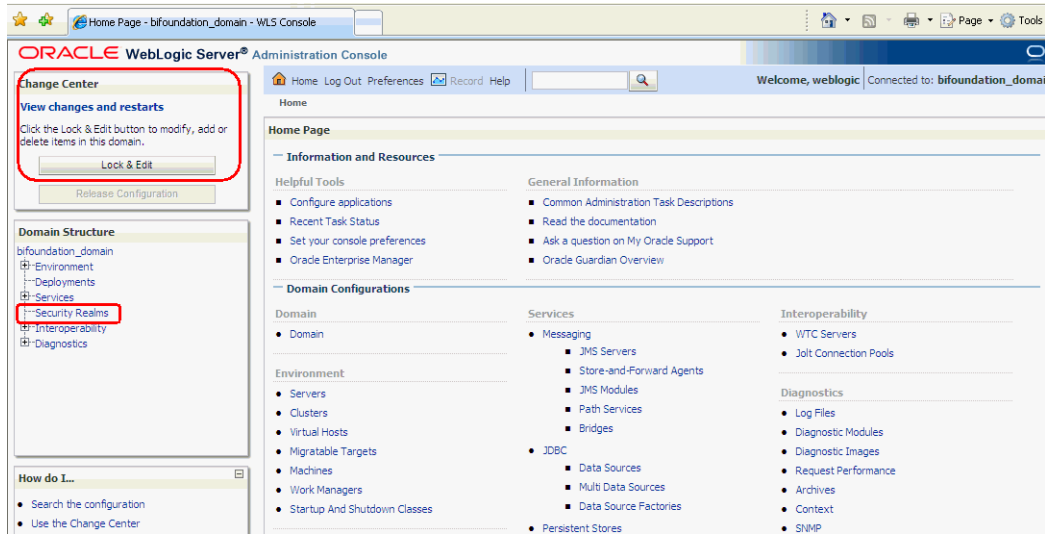 Home Page - bifoundation_domain - WLS Console
Page
Tools
ORACLE WebLogic Server® Administration Console
Change Center
View changes and restarts
Click the Lock & Edit button to modify, add or
delete items in this domain.
Lock & Edit
Release Configuration
Domain Structure
bifoundation_domain
Environment
Deployments
Services
Security Realms
Interoperability
Diagnostics
How do I...
Search the configuration
Use the Change Center
Home Log Out Preferences Record Help
Welcome, weblogic Connected to: bifoundation_domai
Home
Home Page
Information and Resources
Helpful Tools
Configure applications
Recent Task Status
Set your console preferences
Oracle Enterprise Manager
General Information
Common Administration Task Descriptions
Read the documentation
Ask a question on My Oracle Support
Oracle Guardian Overview
Domain Configurations
Domain
Domain
Environment
Servers
Clusters
Virtual Hosts
Migratable Targets
Machines
Work Managers
Startup And Shutdown Classes
Services
Messaging
JMS Servers
Store-and-Forward Agents
JMS Modules
Path Services
Bridges
JDBC
Data Sources
Multi Data Sources
Data Source Factories
Persistent Stores
Interoperability
WTC Servers
Jolt Connection Pools
Diagnostics
Log Files
Diagnostic Modules
Diagnostic Images
Request Performance
Archives
Context
SNMP